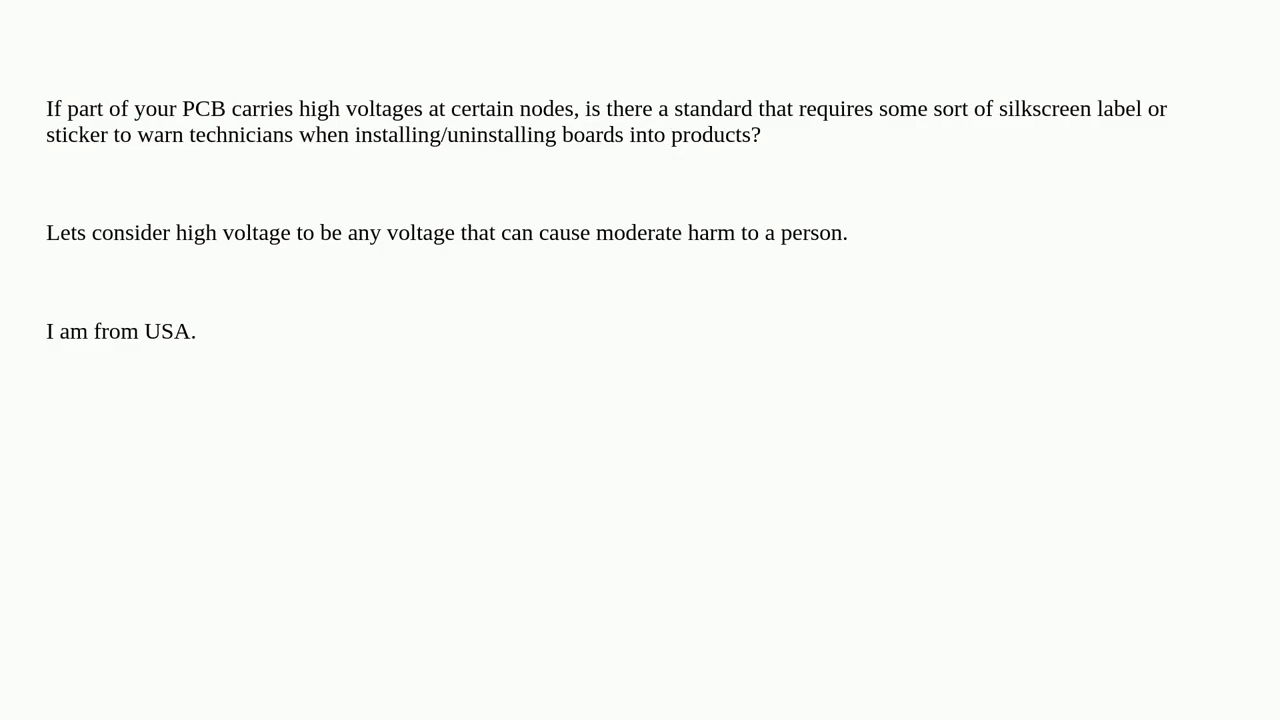 If part of your PCB carries high voltages at certain nodes, is there a standard that requires some sort of silkscreen label or
sticker to warn technicians when installing/uninstalling boards into products?
Lets consider high voltage to be any voltage that can cause moderate harm to a person.
I am from USA.